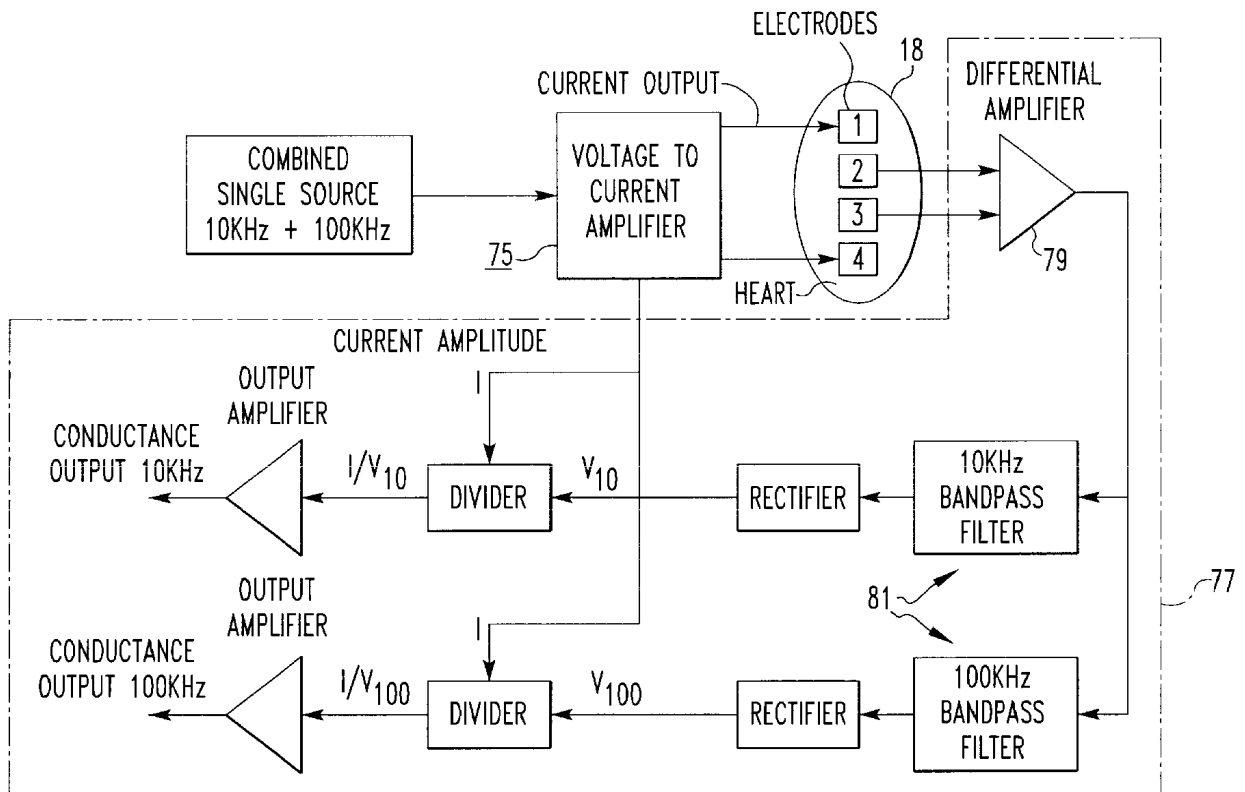 ELECTRODES
18
DIFFERENTIAL
AMPLIFIER
CURRENT OUTPUT
COMBINED
SINGLE SOURCE
10KHz + 100KHz
VOLTAGE TO
CURRENT
AMPLIFIER
75
1
2
3
4
HEART
79
CURRENT AMPLITUDE
OUTPUT
AMPLIFIER
CONDUCTANCE
OUTPUT 10KHz
I/V10
I
DIVIDER
V10
RECTIFIER
10KHz
BANDPASS
FILTER
81
77
OUTPUT
AMPLIFIER
CONDUCTANCE
OUTPUT 100KHz
I/V100
I
DIVIDER
V100
RECTIFIER
100KHz
BANDPASS
FILTER